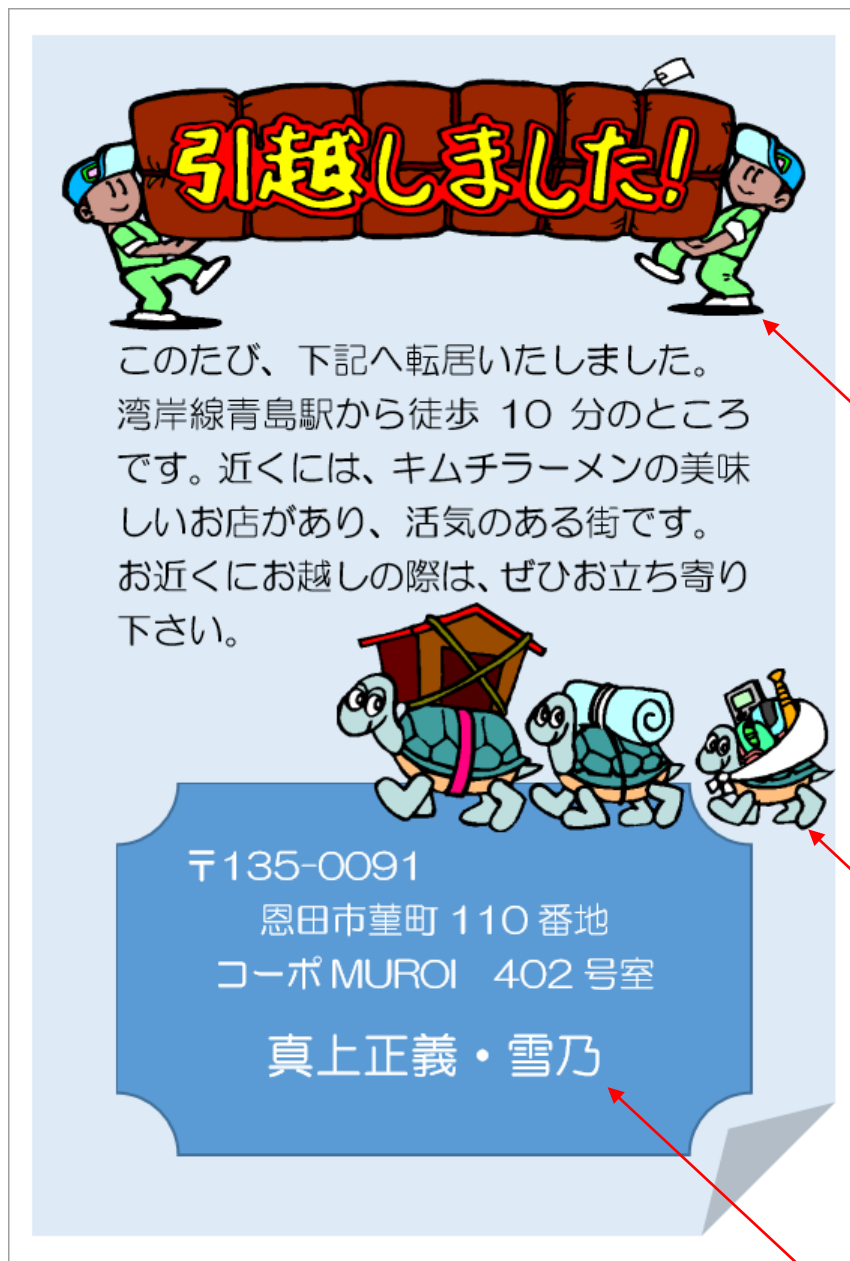 引越しました!
このたび、下記へ転居いたしました。
湾岸線青島駅から徒歩 10 分のところ
です。近くには、キムチラーメンの美味
しいお店があり、活気のある街です。
お近くにお越しの際は、ぜひお立ち寄り
下さい。
〒135-0091
恩田市菫町 110 番地
コーポ MUROI 402 号室
真上正義・雪乃